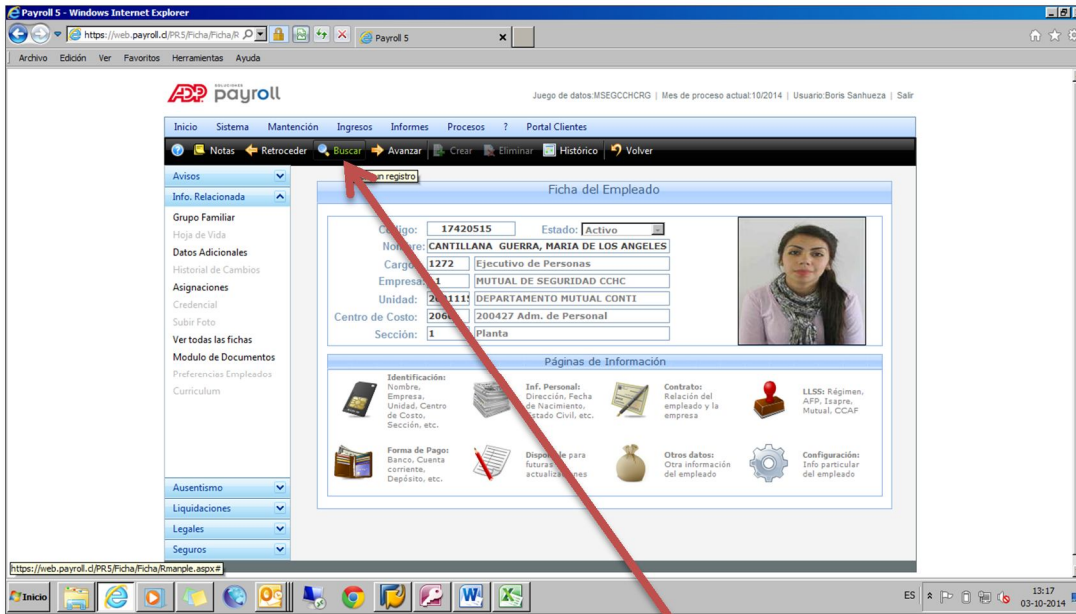 Payroll 5 - Windows Internet Explorer
https://web.payroll.cl/PR5/Ficha/Ficha/R
Payroll 5
Archivo Edición Ver Favoritos Herramientas Ayuda
ADP SOLUCIONES payroll
Juego de datos:MSEGCCHCRG | Mes de proceso actual:10/2014 | Usuario:Boris Sanhueza | Salir
Inicio Sistema Mantención Ingresos Informes Procesos ? Portal Clientes
Notas Retroceder Buscar Avanzar Crear Eliminar Histórico Volver
Avisos
un registro
Info. Relacionada
Grupo Familiar
Hoja de Vida
Datos Adicionales
Historial de Cambios
Asignaciones
Credencial
Subir Foto
Ver todas las fichas
Modulo de Documentos
Preferencias Empleados
Curriculum
Ausentismo
Liquidaciones
Legales
Seguros
Ficha del Empleado
Código: 17420515 Estado: Activo
Nombre: CANTILLANA GUERRA, MARIA DE LOS ANGELES
Cargo: 1272 Ejecutivo de Personas
Empresa: 1 MUTUAL DE SEGURIDAD CCHC
Unidad: DEPARTAMENTO MUTUAL CONTI
Centro de Costo: 200427 Adm. de Personal
Sección: 1 Planta
Páginas de Información
Identificación:
Nombre,
Empresa,
Unidad, Centro
de Costo,
Sección, etc.
Inf. Personal:
Dirección, Fecha
de Nacimiento,
Estado Civil, etc.
Contrato:
Relación del
empleado y la
empresa
LLSS: Régimen,
AFP, Isapre,
Mutual, CCAF
Forma de
Pago:
Banco, Cuenta
corriente,
Depósito, etc.
Disponible para
futuras
actualizaciones
Otros datos:
Otra información
del empleado
Configuración:
Info particular
del empleado
https://web.payroll.cl/PR5/Ficha/Ficha/Rmanple.aspx#
Inicio
ES
13:17
03-10-2014